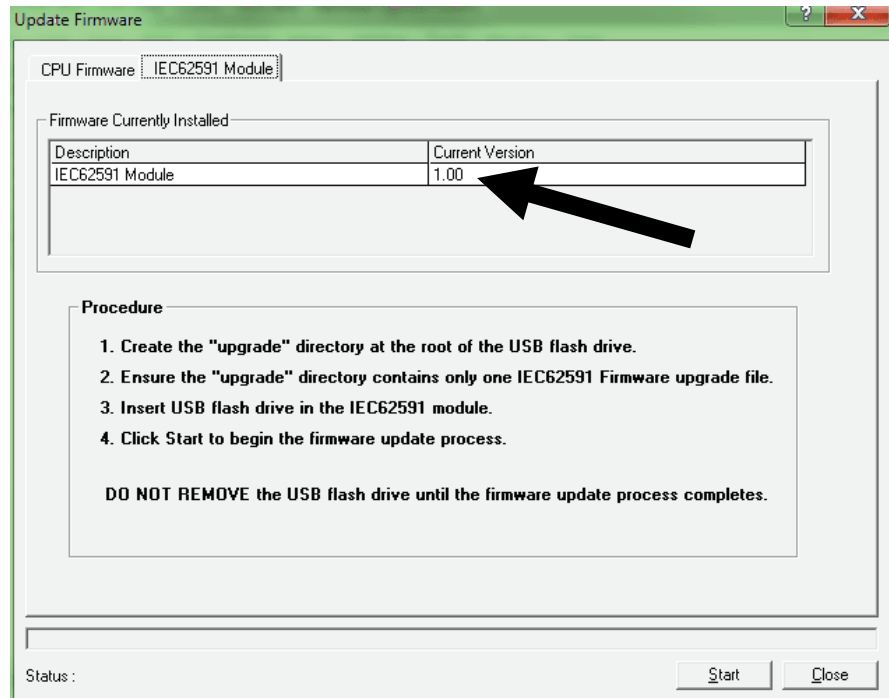 Update Firmware
?
X
CPU Firmware
IEC62591 Module
Firmware Currently Installed
Description Current Version
IEC62591 Module 1.00
Procedure
1. Create the "upgrade" directory at the root of the USB flash drive.
2. Ensure the "upgrade" directory contains only one IEC62591 Firmware upgrade file.
3. Insert USB flash drive in the IEC62591 module.
4. Click Start to begin the firmware update process.
DO NOT REMOVE the USB flash drive until the firmware update process completes.
Status :
Start
Close